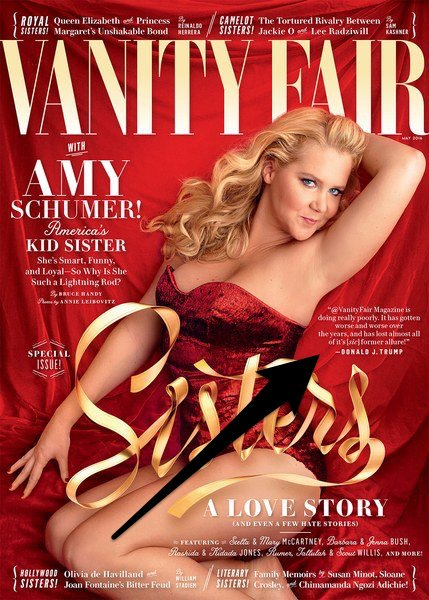 ROYAL SISTERS!
Queen Elizabeth and Princess
Margaret's Unshakable Bond
By REINALDO HERRERA
CAMELOT SISTERS!
The Tortured Rivalry Between
Jackie O and Lee Radziwill
By SAM KASHNER
VANITY FAIR
MAY 2016
WITH
AMY
SCHUMER!
America's
KID SISTER
She's Smart, Funny,
and Loyal—So Why Is She
Such a Lightning Rod?
By BRUCE HANDY
Photos by ANNIE LEIBOVITZ
"@VanityFair Magazine is
doing really poorly. It has gotten
worse and worse over
the years, and has lost almost all
of it's [sic] former allure!"
—DONALD J. TRUMP
SPECIAL
ISSUE!
Sisters
A LOVE STORY
(AND EVEN A FEW HATE STORIES)
FEATURING Stella & Mary McCARTNEY, Barbara & Jenna BUSH,
Rashida & Kidada JONES, Rumer, Tallulah & Scout WILLIS, AND MORE!
HOLLYWOOD SISTERS!
Olivia de Havilland and
Joan Fontaine's Bitter Feud
By WILLIAM STADIEM
LITERARY SISTERS!
Family Memoirs by Susan Minot, Sloane
Crosley, and Chimamanda Ngozi Adichie!